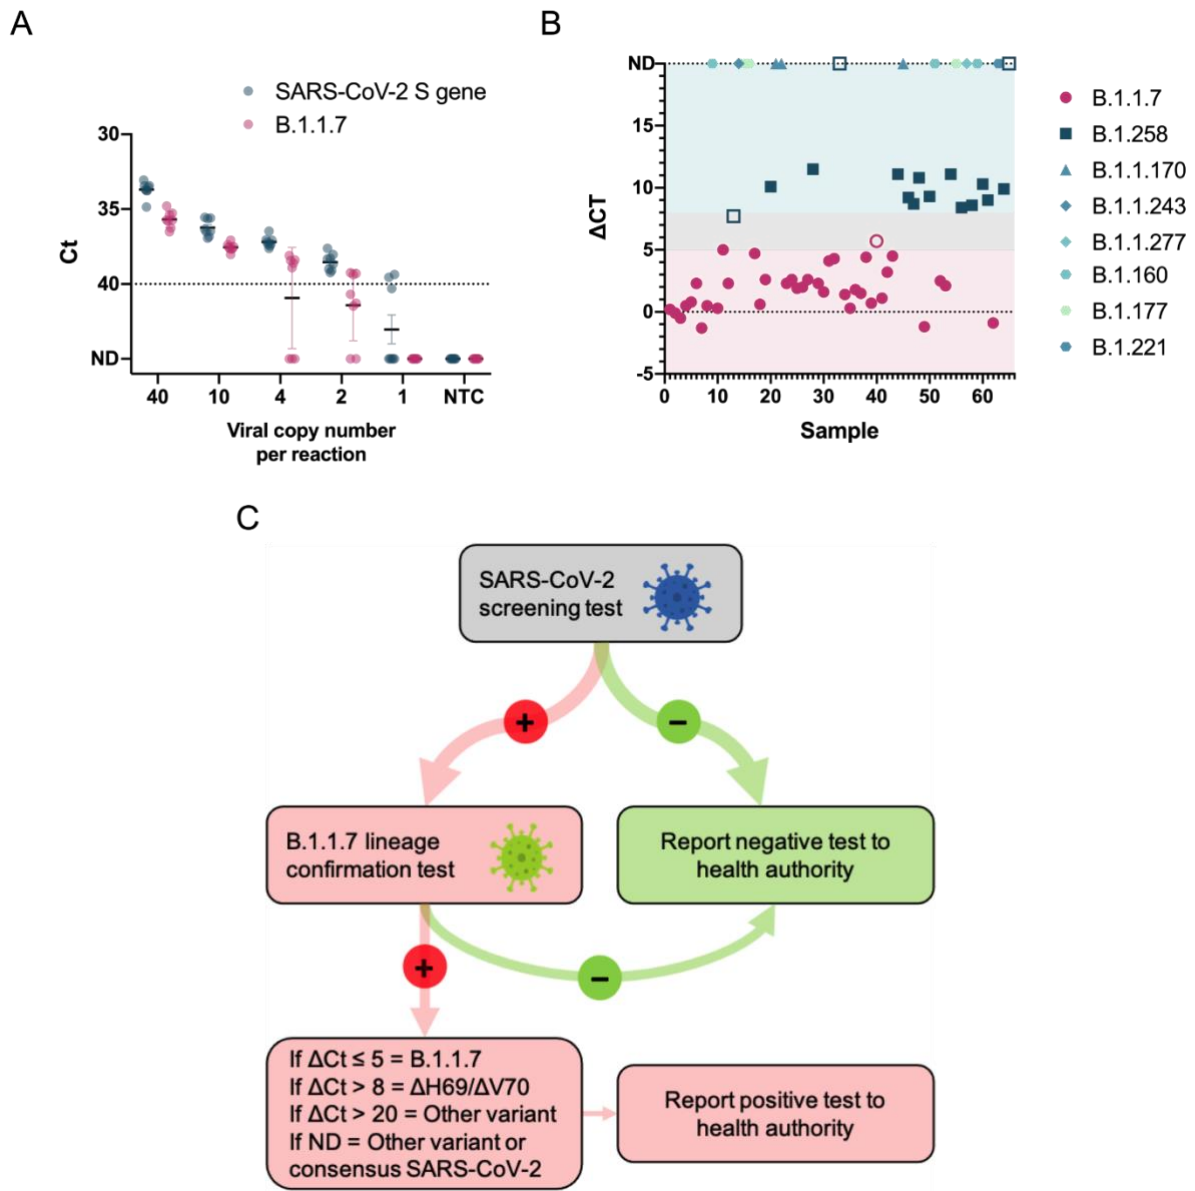 A
SARS-CoV-2 S gene
B.1.1.7
30
35
40
ND
Ct
40 10 4 2 1 NTC
Viral copy number
per reaction
B
ND
15
10
5
0
-5
ΔCT
0 10 20 30 40 50 60
Sample
B.1.1.7
B.1.258
B.1.1.170
B.1.1.243
B.1.1.277
B.1.160
B.1.177
B.1.221
C
SARS-CoV-2
screening test
+
−
B.1.1.7 lineage
confirmation test
Report negative test to
health authority
+
−
If ΔCt ≤ 5 = B.1.1.7
If ΔCt > 8 = ΔH69/ΔV70
If ΔCt > 20 = Other variant
If ND = Other variant or
consensus SARS-CoV-2
Report positive test to
health authority